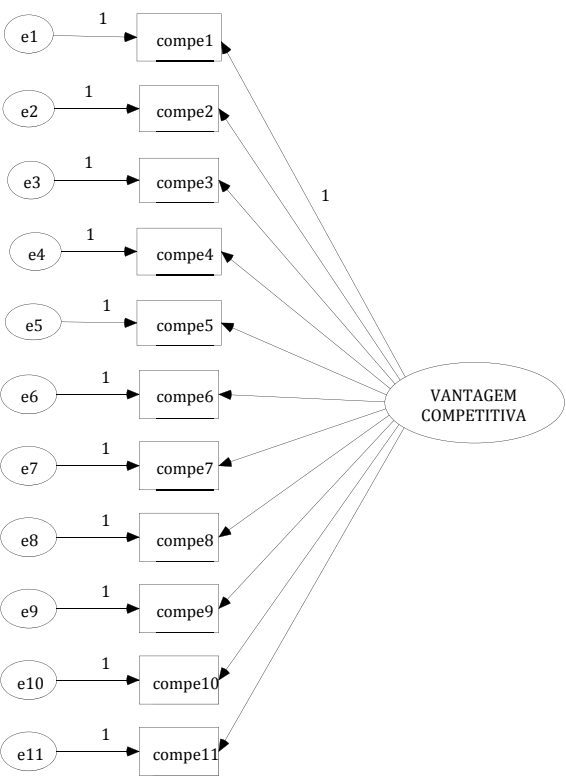 1
e1
compe1
1
e2
compe2
1
e3
compe3
1
1
e4
compe4
1
e5
compe5
1
e6
compe6
VANTAGEM
COMPETITIVA
1
e7
compe7
1
e8
compe8
1
e9
compe9
1
e10
compe10
1
e11
compe11